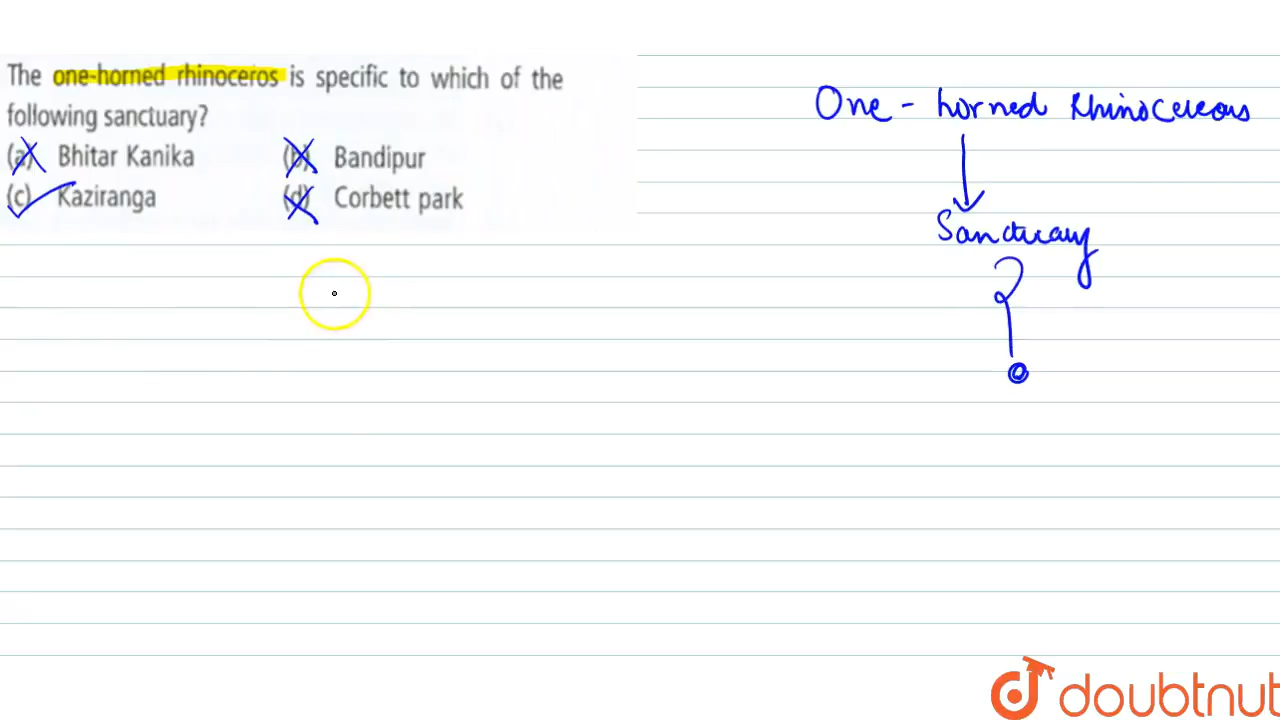 The one-horned rhinoceros is specific to which of the
following sanctuary?
(a) Bhitar Kanika (b) Bandipur
(c) Kaziranga (d) Corbett park
One - horned Rhinocereous
Sanctuary
?
doubtnut